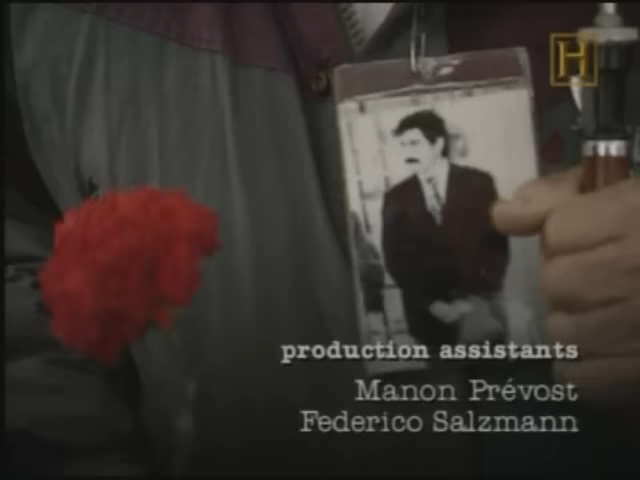 H
production assistants
Manon Prévost
Federico Salzmann